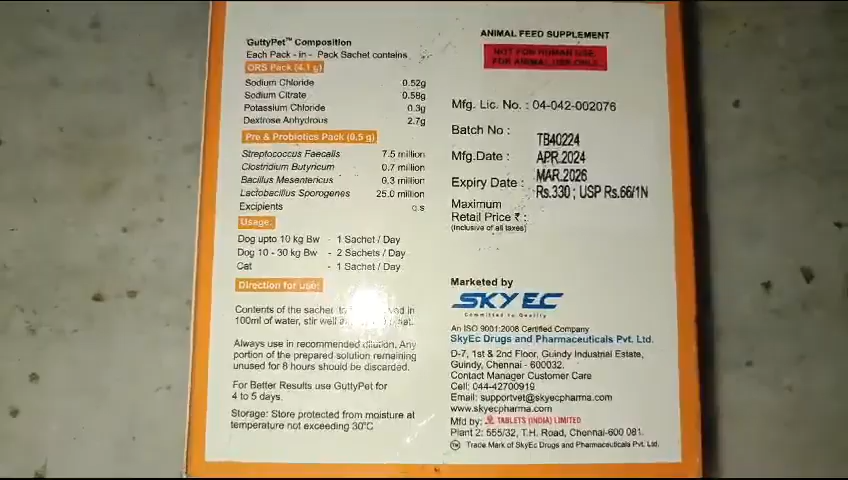 GuttyPet™ Composition
Each Pack - in - Pack Sachet contains
ORS Pack (4.1 g)
Sodium Chloride 0.52g
Sodium Citrate 0.58g
Potassium Chloride 0.3g
Dextrose Anhydrous 2.7g
Pre & Probiotics Pack (0.5 g)
Streptococcus Faecalis 7.5 million
Clostridium Butyricum 0.7 million
Bacillus Mesentericus 0.3 million
Lactobacillus Sporogenes 25.0 million
Excipients q.s
Usage:
Dog upto 10 kg Bw - 1 Sachet / Day
Dog 10 - 30 kg Bw - 2 Sachets / Day
Cat - 1 Sachet / Day
Direction for use:
Contents of the sachet in
100ml of water, stir well
Always use in recommended dilution. Any
portion of the prepared solution remaining
unused for 8 hours should be discarded.
For Better Results use GuttyPet for
4 to 5 days.
Storage: Store protected from moisture at
temperature not exceeding 30°C
ANIMAL FEED SUPPLEMENT
NOT FOR HUMAN USE.
FOR ANIMAL USE ONLY.
Mfg. Lic. No. : 04-042-002076
Batch No : TB40224
Mfg.Date : APR.2024
Expiry Date : MAR.2026
Maximum Retail Price ₹ : Rs.330 ; USP Rs.66/1N
(Inclusive of all taxes)
Marketed by
SKY EC
Committed to Quality
An ISO 9001:2008 Certified Company
SkyEc Drugs and Pharmaceuticals Pvt. Ltd.
D-7, 1st & 2nd Floor, Guindy Industrial Estate,
Guindy, Chennai - 600032.
Contact Manager Customer Care
Cell: 044-42700919
Email: supportvet@skyecpharma.com
www.skyecpharma.com
Mfd by: TABLETS (INDIA) LIMITED
Plant 2: 555/32, T.H. Road, Chennai-600 081.
TM Trade Mark of SkyEc Drugs and Pharmaceuticals Pvt. Ltd.